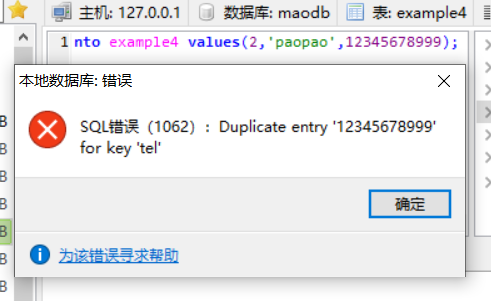 主机: 127.0.0.1 数据库: maodb 表: example4
1 nto example4 values(2,'paopao',12345678999);
本地数据库: 错误
SQL错误（1062）: Duplicate entry '12345678999'
for key 'tel'
确定
为该错误寻求帮助
B
B
B
B
B
B
B